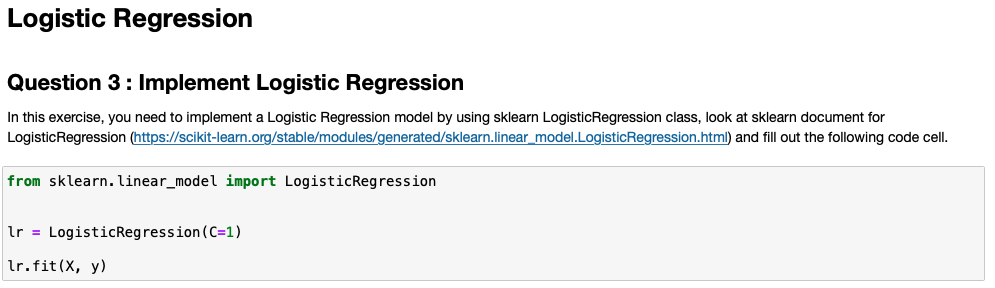 Logistic Regression
Question 3 : Implement Logistic Regression
In this exercise, you need to implement a Logistic Regression model by using sklearn LogisticRegression class, look at sklearn document for
LogisticRegression (https://scikit-learn.org/stable/modules/generated/sklearn.linear_model.LogisticRegression.html) and fill out the following code cell.
from sklearn.linear_model import LogisticRegression
lr = LogisticRegression(C=1)
lr.fit(X, y)